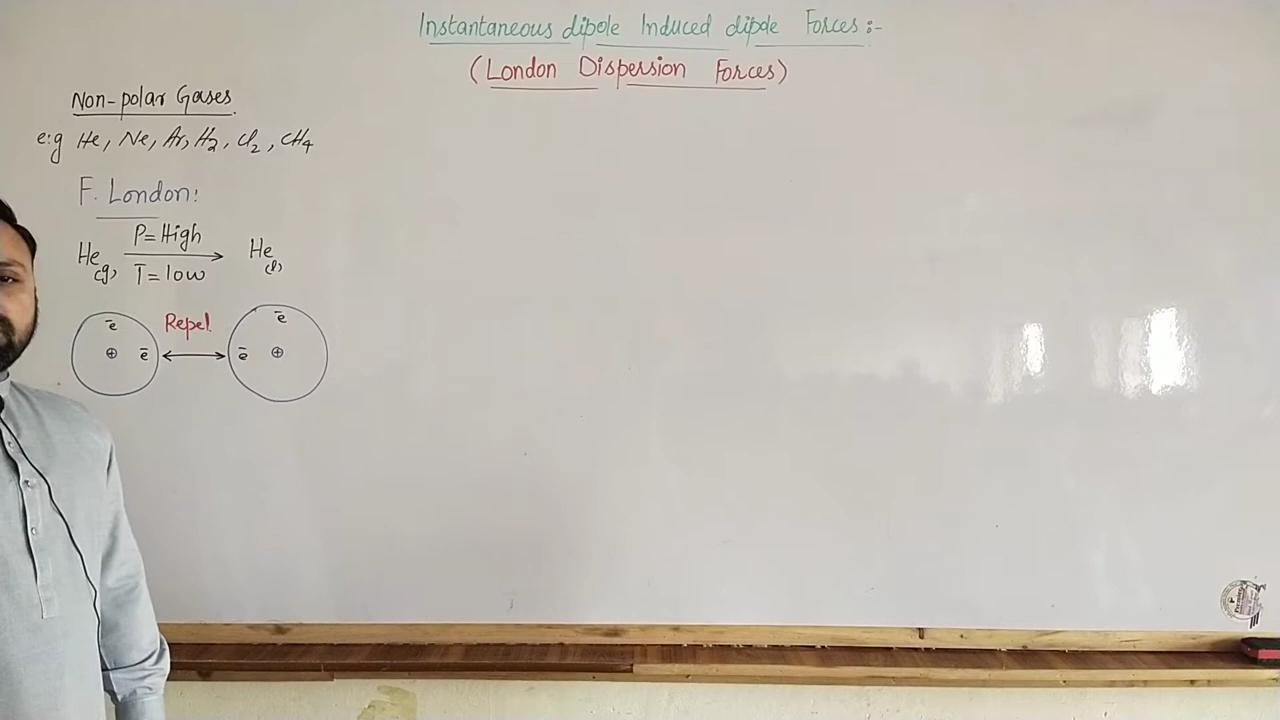 Instantaneous dipole Induced dipole Forces :-
(London Dispersion Forces)
Non-polar Gases
e:g He, Ne, Ar, H₂, Cl₂, CH₄
F. London:
P=High
He(g) → He(l)
T=low
Repel
ē ē
⊕ ē ↔ ē ⊕